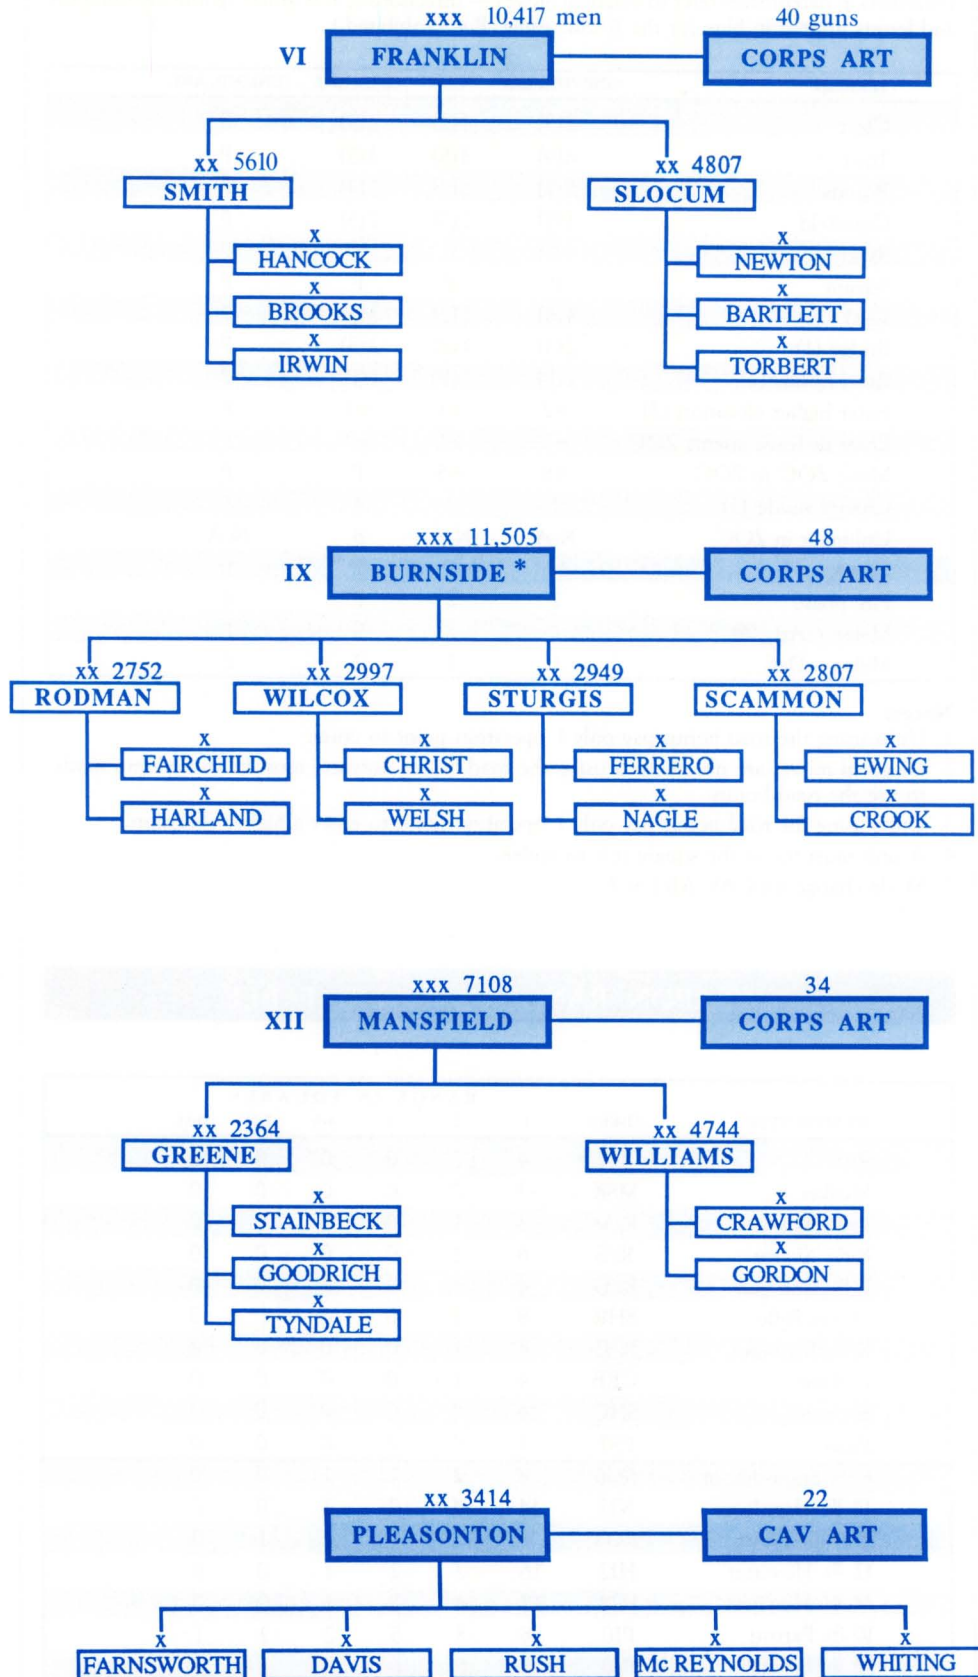 xxx 10,417 men 40 guns
VI FRANKLIN CORPS ART
xx 5610 xx 4807
SMITH SLOCUM
x x
HANCOCK NEWTON
x x
BROOKS BARTLETT
x x
IRWIN TORBERT
xxx 11,505 48
IX BURNSIDE * CORPS ART
xx 2752 xx 2997 xx 2949 xx 2807
RODMAN WILCOX STURGIS SCAMMON
x x x x
FAIRCHILD CHRIST FERRERO EWING
x x x x
HARLAND WELSH NAGLE CROOK
xxx 7108 34
XII MANSFIELD CORPS ART
xx 2364 xx 4744
GREENE WILLIAMS
x x
STAINBECK CRAWFORD
x x
GOODRICH GORDON
x
TYNDALE
xx 3414 22
PLEASONTON CAV ART
x x x x x
FARNSWORTH DAVIS RUSH Mc REYNOLDS WHITING